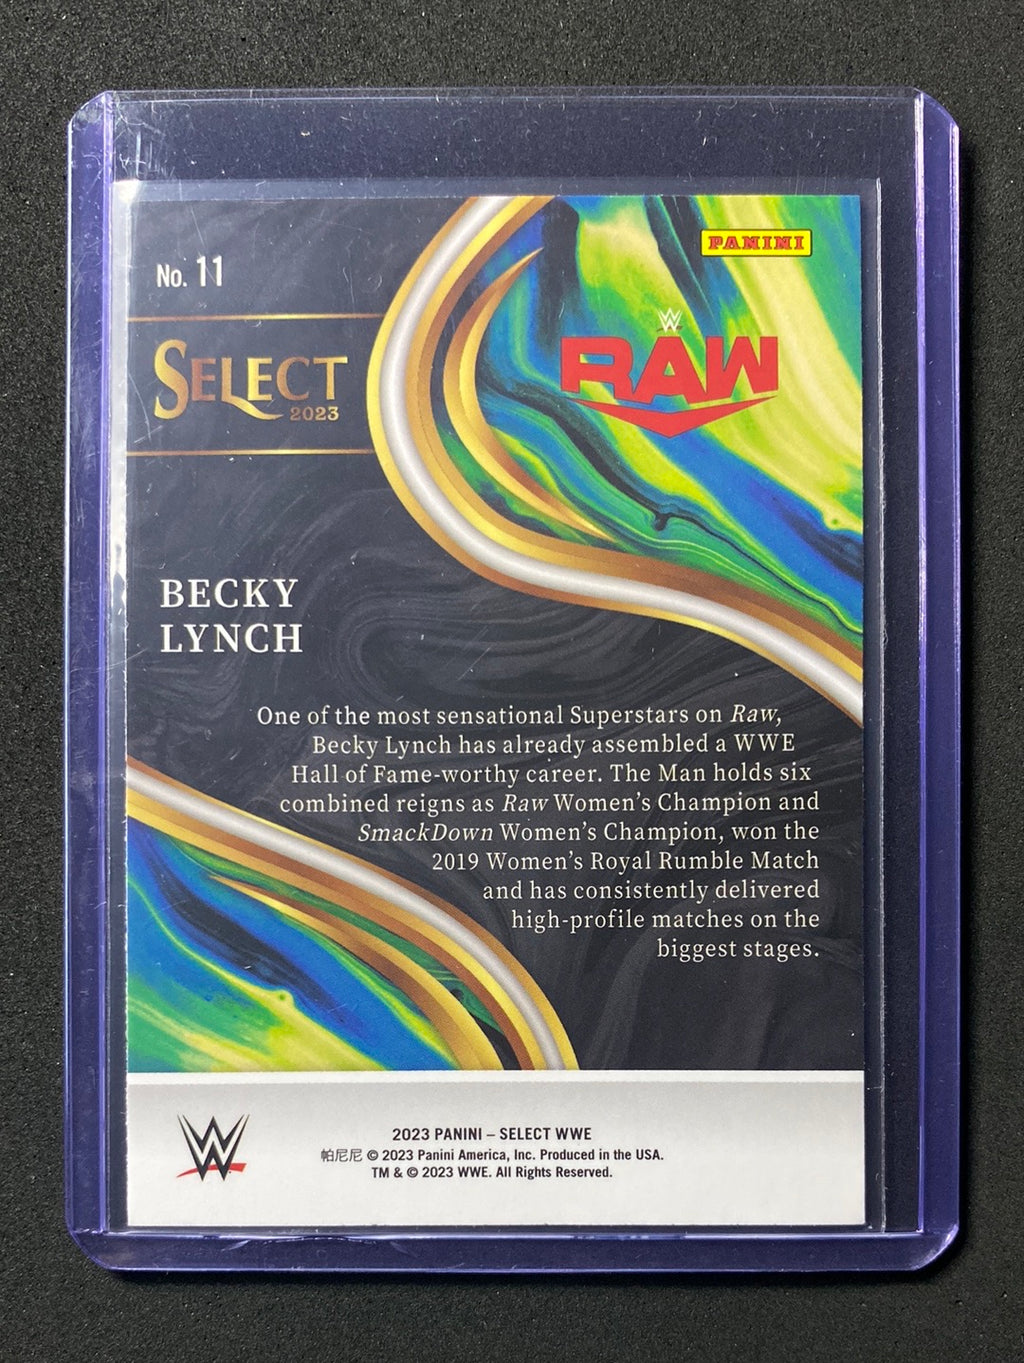 No. 11
PANINI
W
RAW
SELECT
2023
BECKY
LYNCH
One of the most sensational Superstars on Raw,
Becky Lynch has already assembled a WWE
Hall of Fame-worthy career. The Man holds six
combined reigns as Raw Women's Champion and
SmackDown Women's Champion, won the
2019 Women's Royal Rumble Match
and has consistently delivered
high-profile matches on the
biggest stages.
W
2023 PANINI – SELECT WWE
帕尼尼 © 2023 Panini America, Inc. Produced in the USA.
TM & © 2023 WWE. All Rights Reserved.